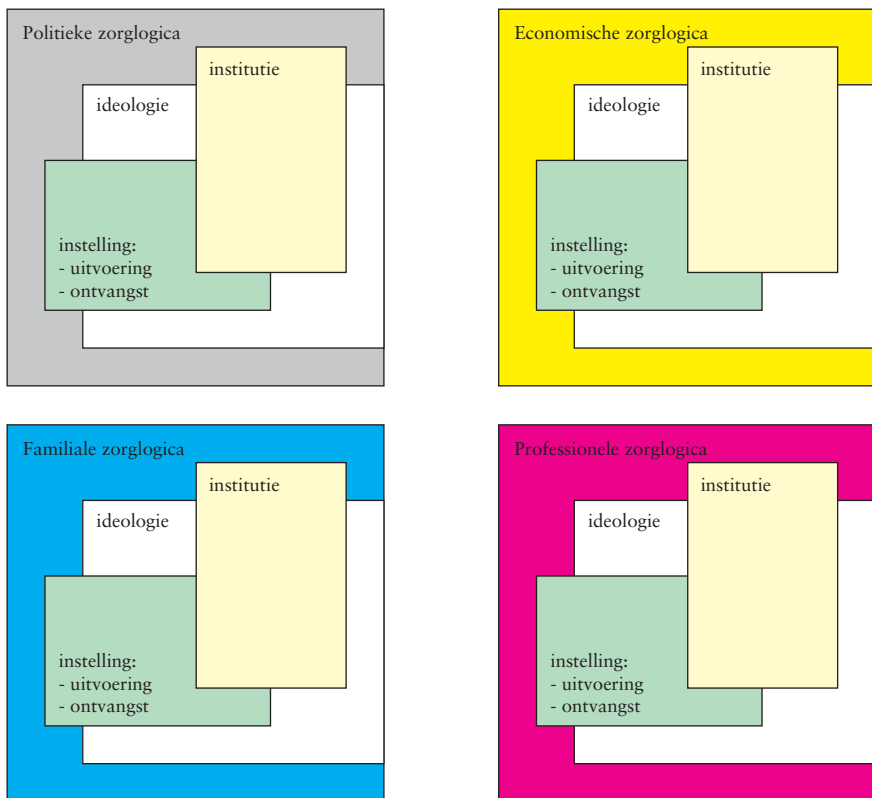 Politieke zorglogica
institutie
ideologie
instelling:
- uitvoering
- ontvangst
Economische zorglogica
institutie
ideologie
instelling:
- uitvoering
- ontvangst
Familiale zorglogica
institutie
ideologie
instelling:
- uitvoering
- ontvangst
Professionele zorglogica
institutie
ideologie
instelling:
- uitvoering
- ontvangst